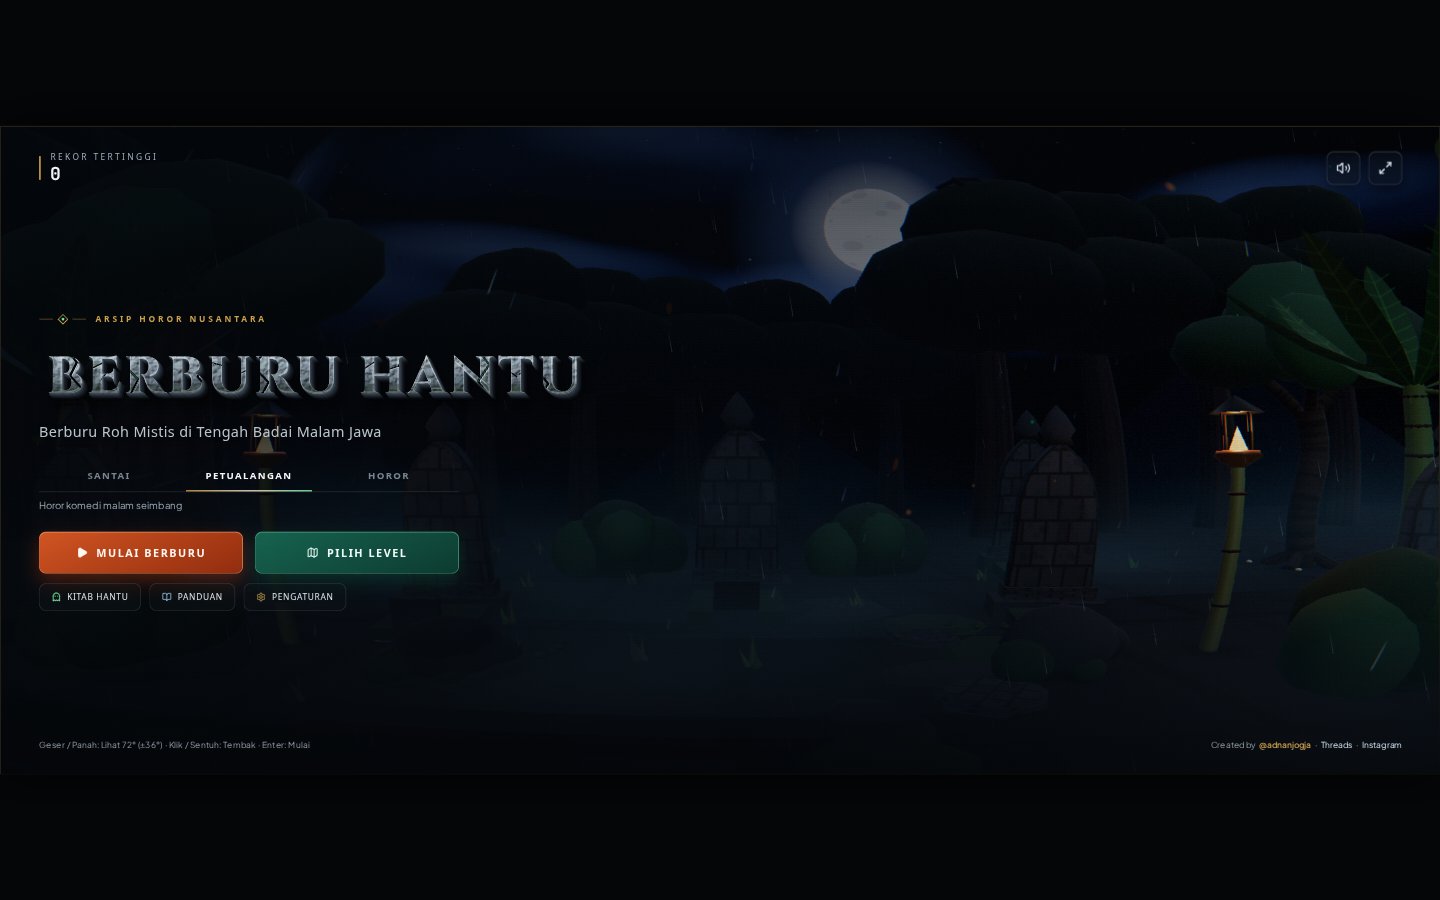 REKOR TERTINGGI
0
ARSIP HOROR NUSANTARA
BERBURU HANTU
Berburu Roh Mistis di Tengah Badai Malam Jawa
SANTAI PETUALANGAN HOROR
Horor komedi malam seimbang
MULAI BERBURU PILIH LEVEL
KITAB HANTU PANDUAN PENGATURAN
Geser / Panah: Lihat 72° (±36°) · Klik / Sentuh: Tembak · Enter: Mulai
Created by @adnanjogja · Threads · Instagram